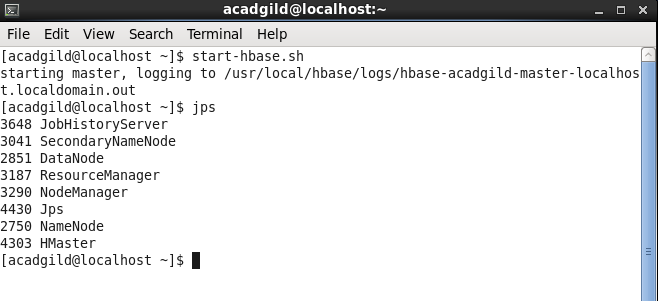 acadgild@localhost:~
File Edit View Search Terminal Help
[acadgild@localhost ~]$ start-hbase.sh
starting master, logging to /usr/local/hbase/logs/hbase-acadgild-master-localhos
t.localdomain.out
[acadgild@localhost ~]$ jps
3648 JobHistoryServer
3041 SecondaryNameNode
2851 DataNode
3187 ResourceManager
3290 NodeManager
4430 Jps
2750 NameNode
4303 HMaster
[acadgild@localhost ~]$